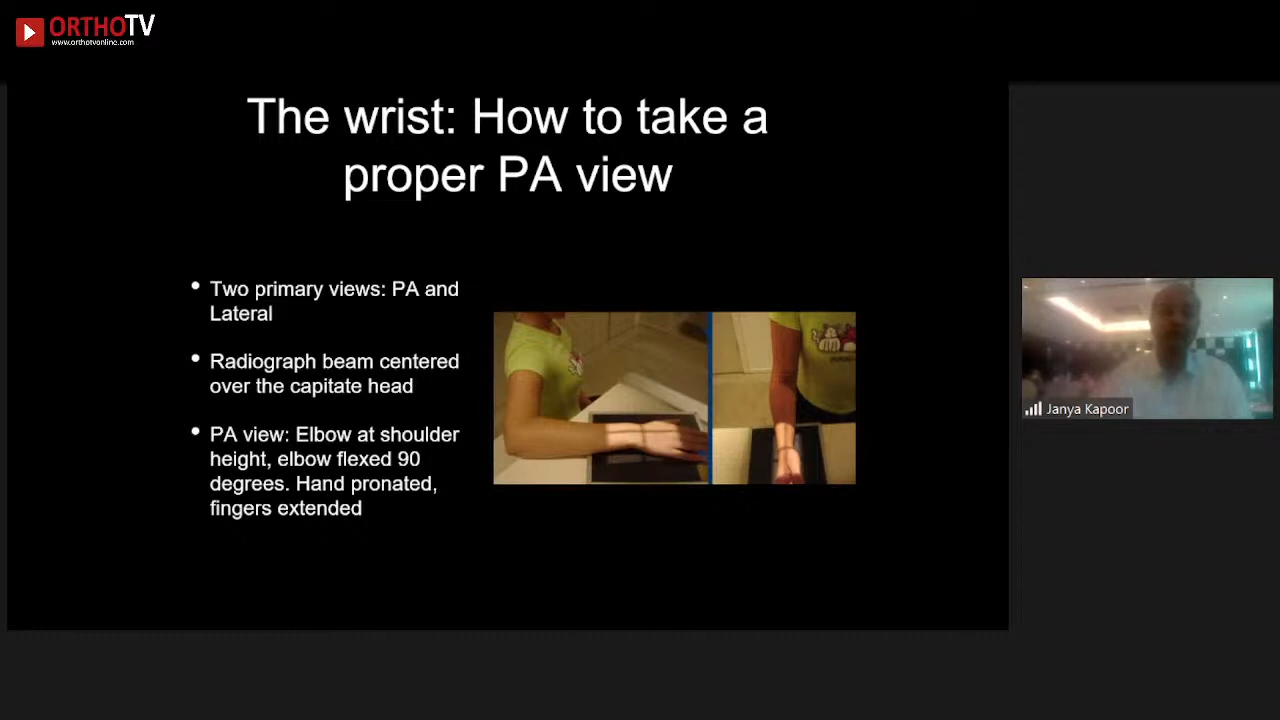 ORTHOTV
www.orthotvonline.com
The wrist: How to take a
proper PA view
• Two primary views: PA and
Lateral
• Radiograph beam centered
over the capitate head
• PA view: Elbow at shoulder
height, elbow flexed 90
degrees. Hand pronated,
fingers extended
Janya Kapoor